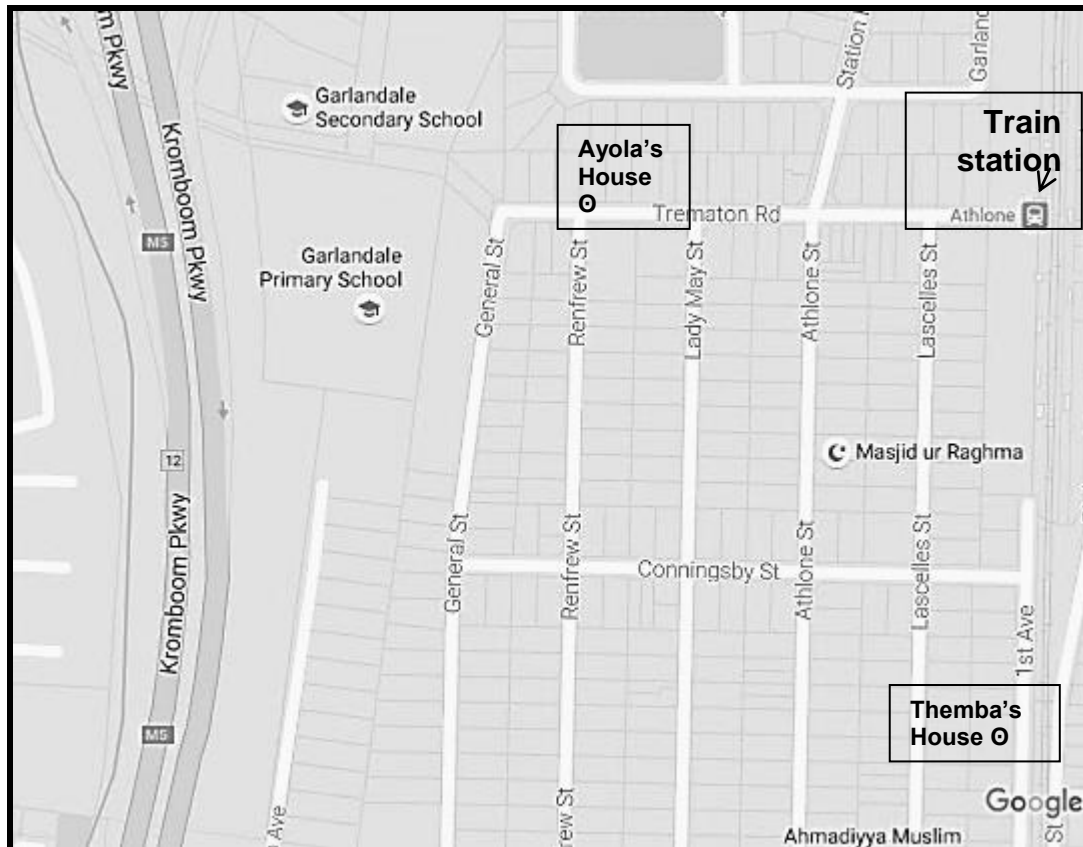 m Pkwy
Kromboom Pkwy
Garlandale
Secondary School
Station
Garland
Train
station
Ayola's
House
ʘ
Trematon Rd
Athlone
M5
Garlandale
Primary School
General St
Renfrew St
Lady May St
Athlone St
Lascelles St
Masjid ur Raghma
12
Kromboom Pkwy
General St
Renfrew St
Conningsby St
Athlone St
Lascelles St
1st Ave
Themba's
House ʘ
M5
Google
Ave
rew St
Ahmadiyya Muslim
St